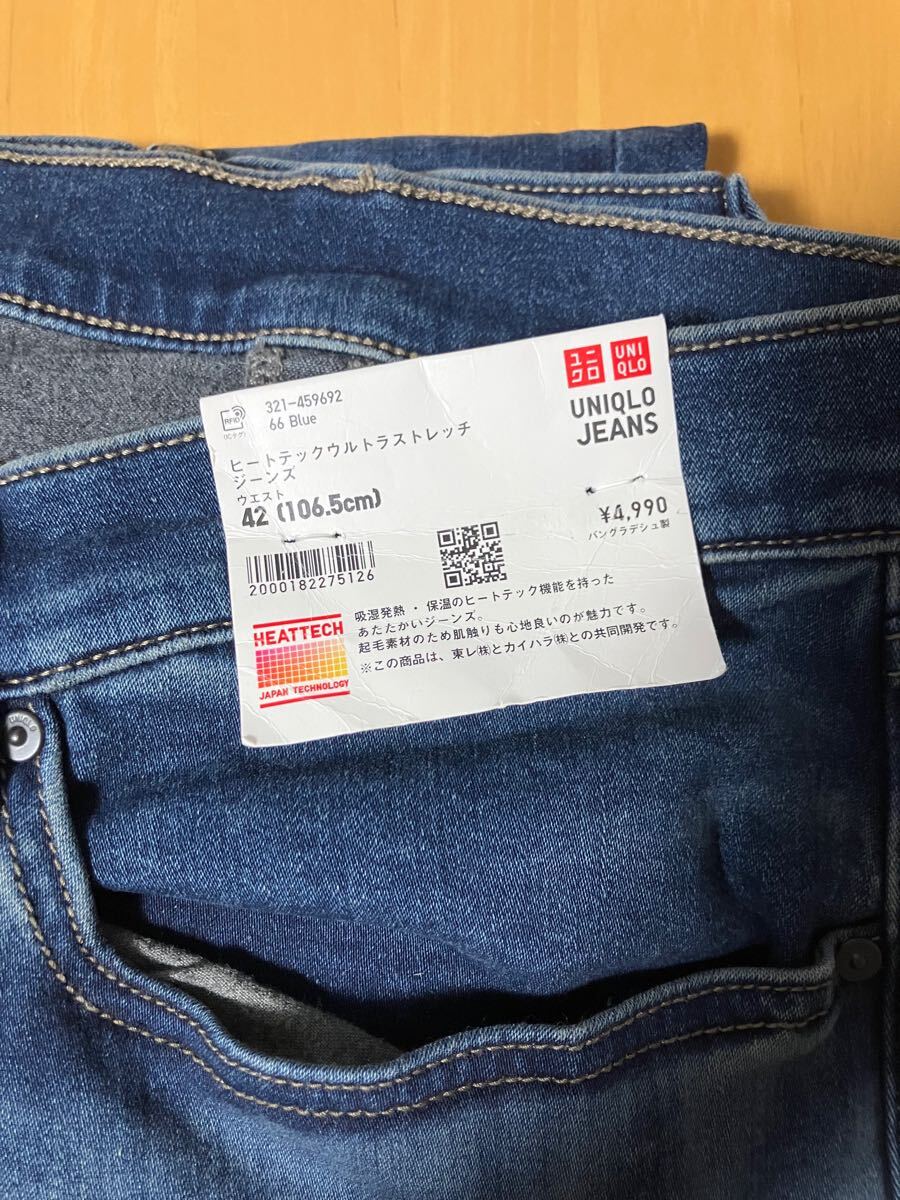 ユニ
クロ
UNI
QLO
UNIQLO
JEANS
RFID
(ICタグ)
321-459692
66 Blue
ヒートテックウルトラストレッチ
ジーンズ
ウエスト
42 (106.5cm)
¥4,990
バングラデシュ製
2000182275126
HEATTECH
JAPAN TECHNOLOGY
吸湿発熱・保温のヒートテック機能を持った
あたたかいジーンズ。
起毛素材のため肌触りも心地良いのが魅力です。
※この商品は、東レ㈱とカイハラ㈱との共同開発です。
UNIQLO